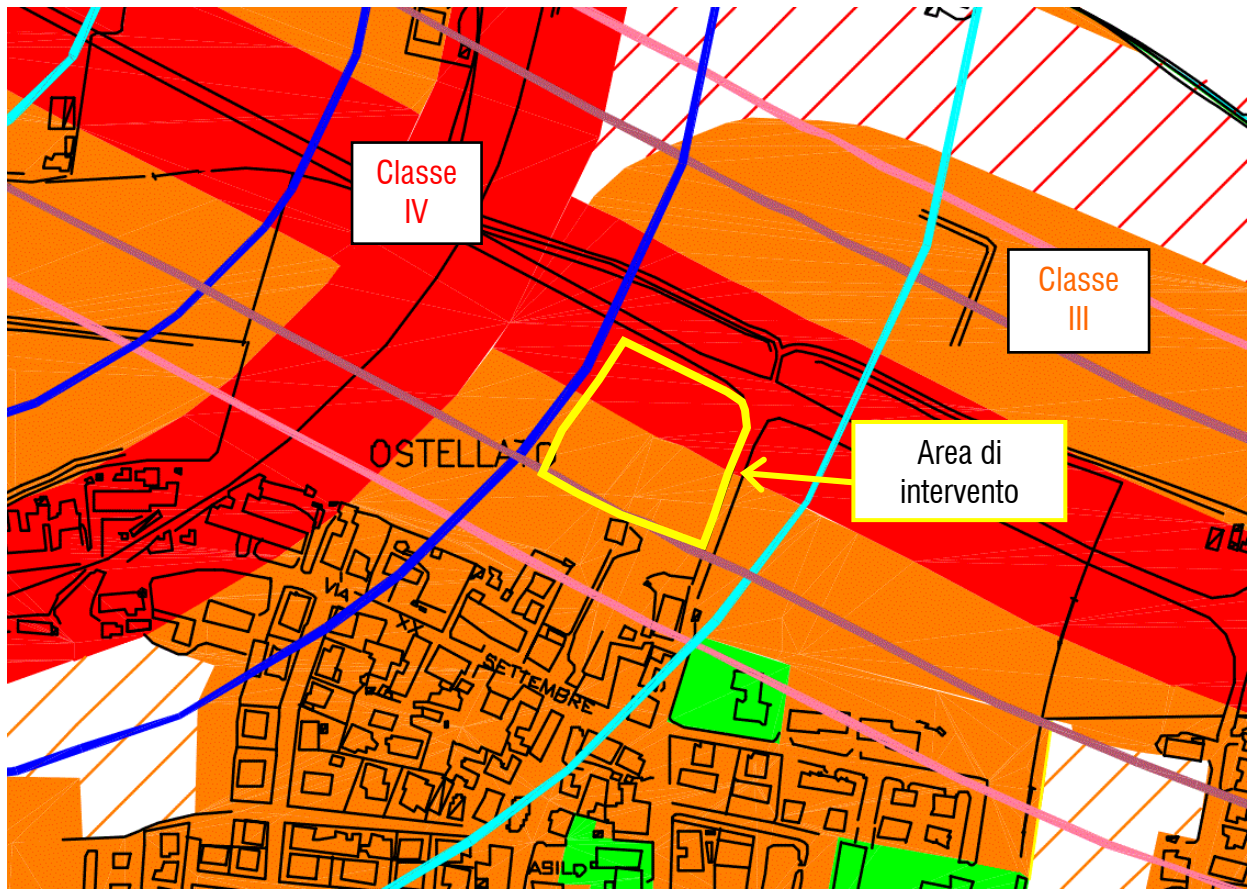 Classe
IV
Classe
III
Area di
intervento
OSTELLATO
VIA
XX
SETTEMBRE
ASILO